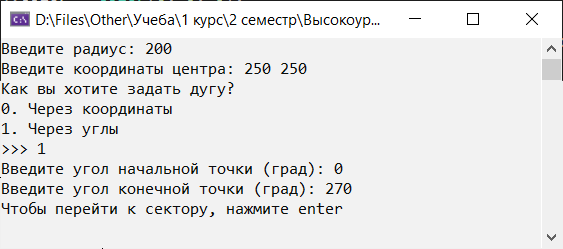 D:\Files\Other\Учеба\1 курс\2 семестр\Высокоур...
Введите радиус: 200
Введите координаты центра: 250 250
Как вы хотите задать дугу?
0. Через координаты
1. Через углы
>>> 1
Введите угол начальной точки (град): 0
Введите угол конечной точки (град): 270
Чтобы перейти к сектору, нажмите enter